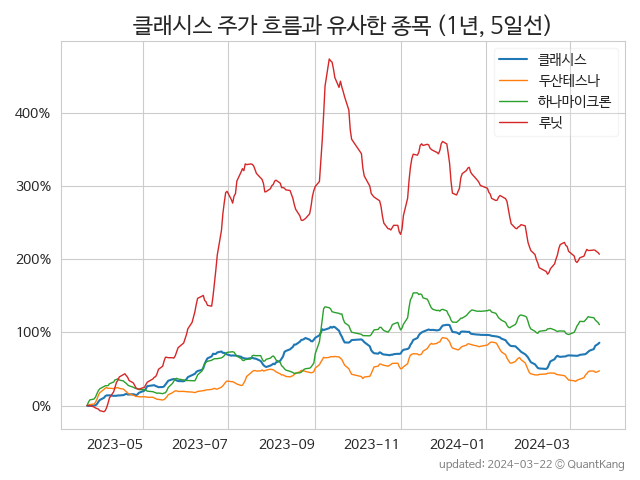 클래시스 주가 흐름과 유사한 종목 (1년, 5일선)
클래시스
두산테스나
하나마이크론
루닛
400%
300%
200%
100%
0%
2023-05 2023-07 2023-09 2023-11 2024-01 2024-03
updated: 2024-03-22 © QuantKang